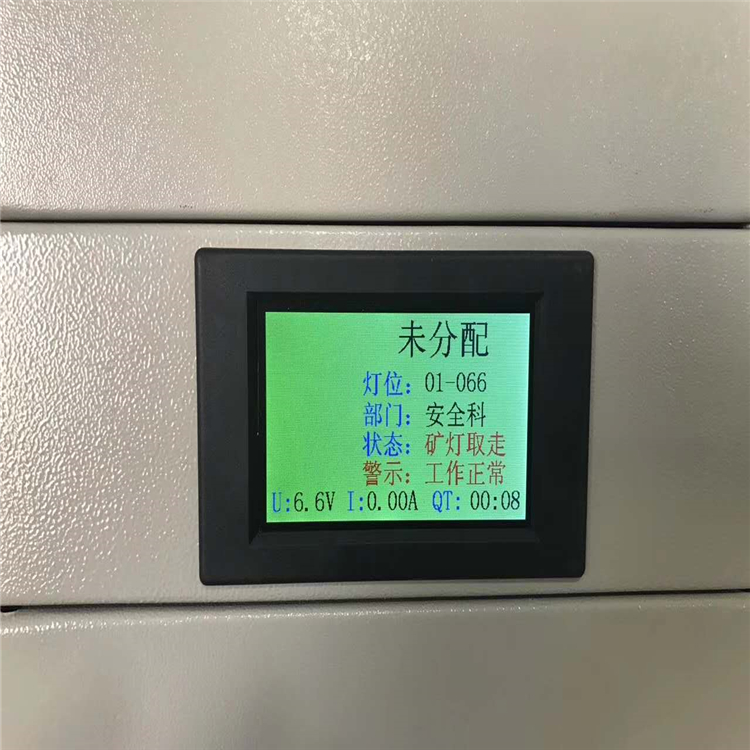 未分配
灯位：01-066
部门：安全科
状态：矿灯取走
警示：工作正常
U:6.6V I:0.00A QT: 00:08